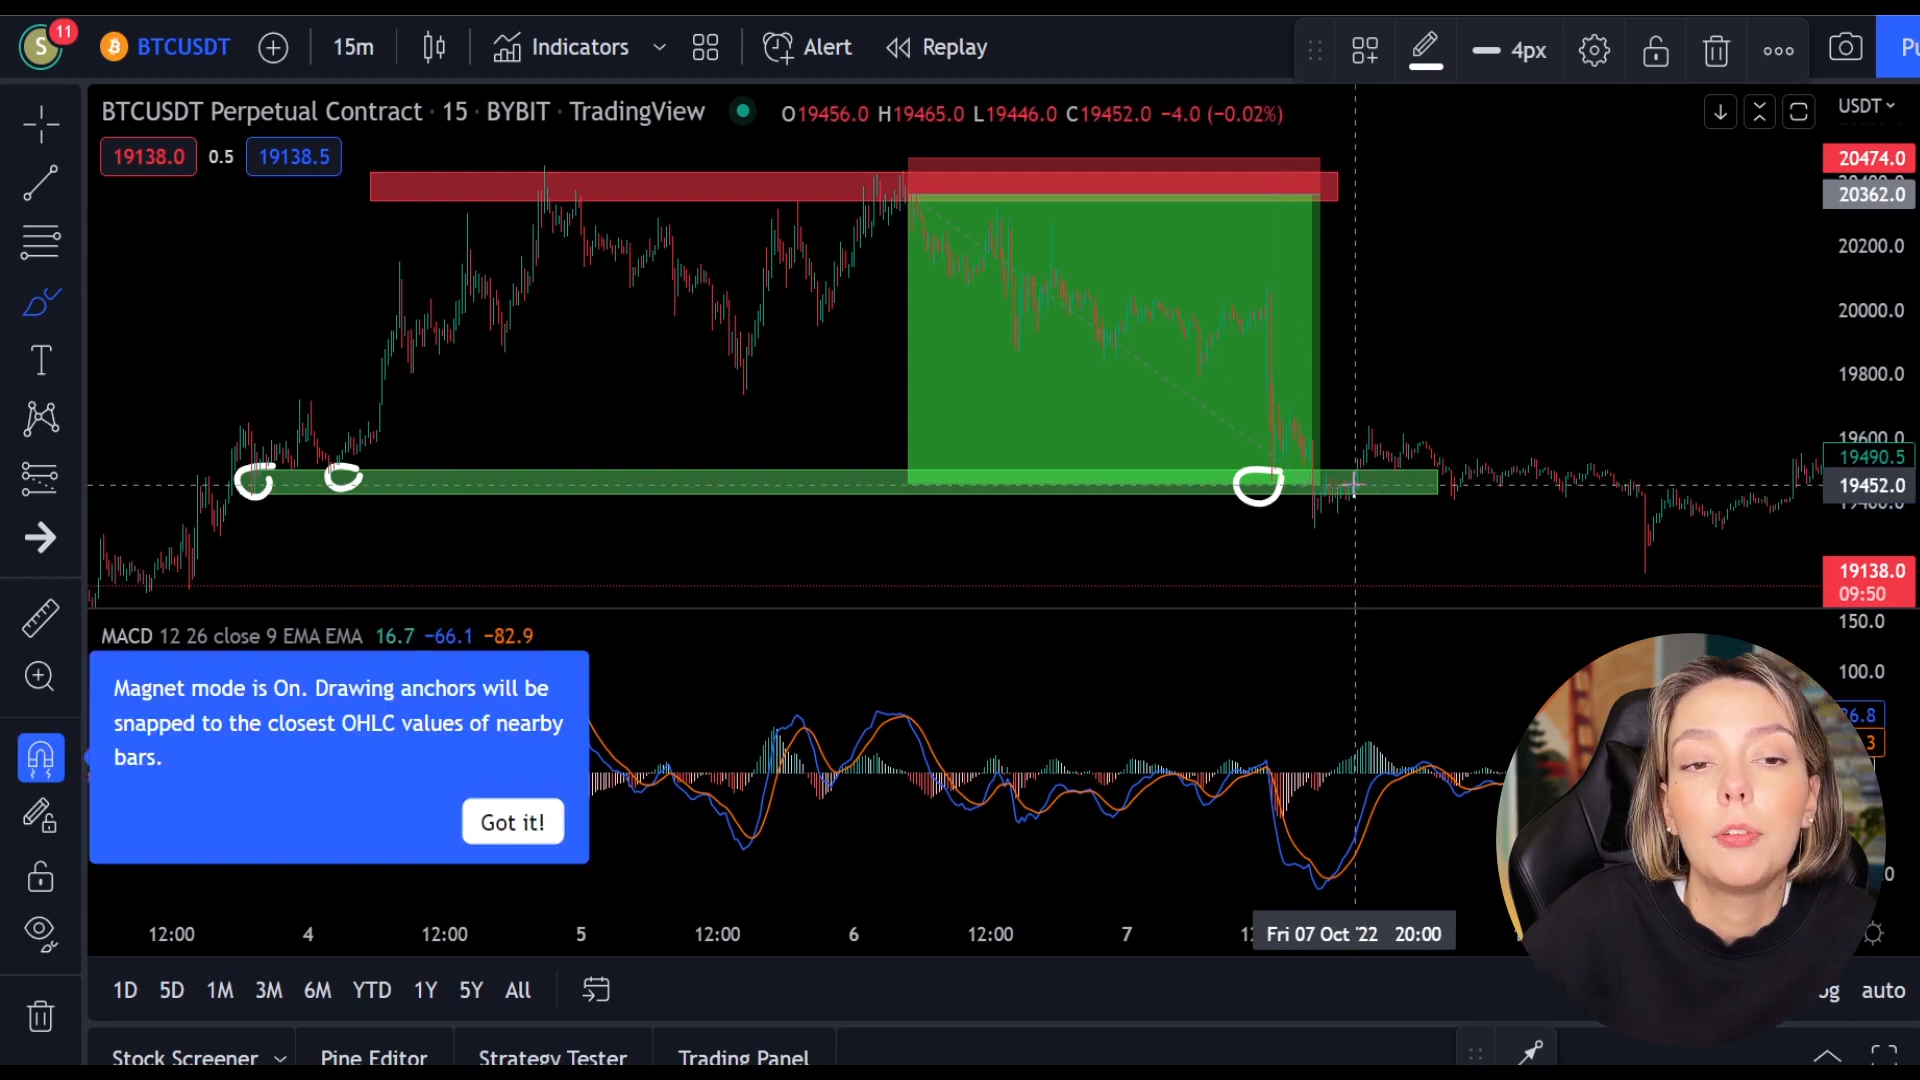 S 11 BTCUSDT 15m Indicators Alert Replay 4px Pu
BTCUSDT Perpetual Contract · 15 · BYBIT · TradingView O19456.0 H19465.0 L19446.0 C19452.0 −4.0 (−0.02%) USDT
19138.0 0.5 19138.5
20474.0
20362.0
20200.0
20000.0
19800.0
19600.0
19490.5
19452.0
19138.0
09:50
MACD 12 26 close 9 EMA EMA 16.7 −66.1 −82.9
150.0
100.0
Magnet mode is On. Drawing anchors will be
snapped to the closest OHLC values of nearby
bars.
Got it!
12:00 4 12:00 5 12:00 6 12:00 7 Fri 07 Oct '22 20:00
1D 5D 1M 3M 6M YTD 1Y 5Y All auto
Stock Screener Pine Editor Strategy Tester Trading Panel